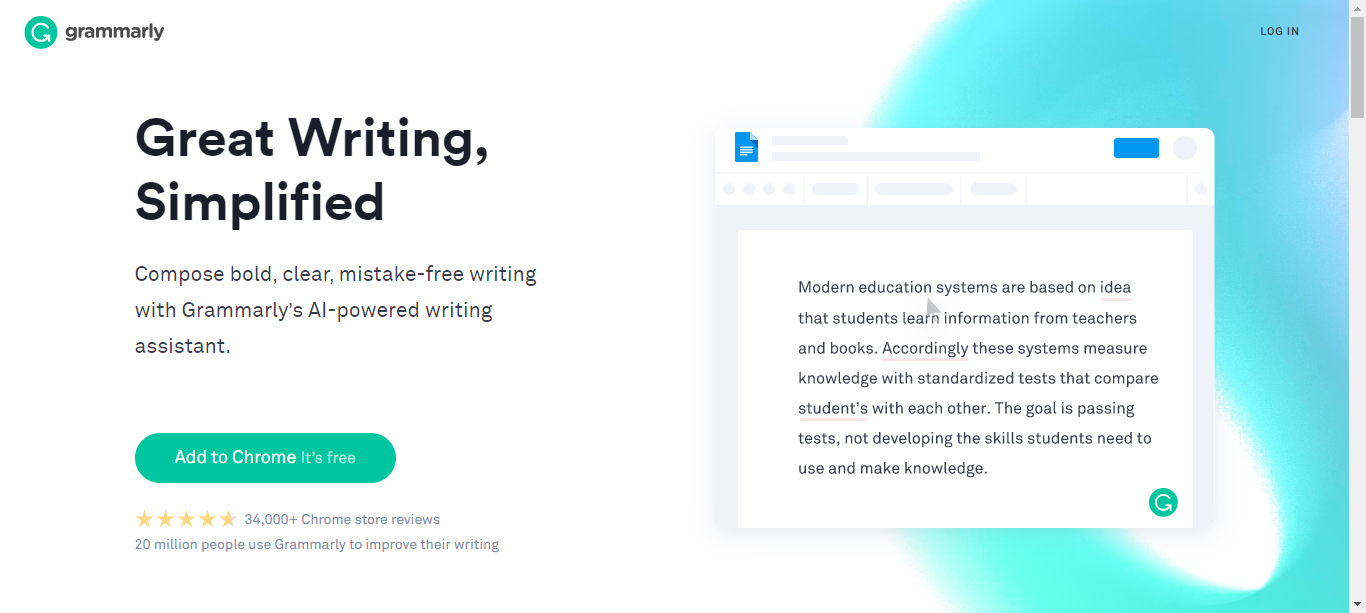 grammarly
LOG IN
Great Writing,
Simplified
Compose bold, clear, mistake-free writing
with Grammarly’s AI-powered writing
assistant.
Add to Chrome It’s free
34,000+ Chrome store reviews
20 million people use Grammarly to improve their writing
Modern education systems are based on idea
that students learn information from teachers
and books. Accordingly these systems measure
knowledge with standardized tests that compare
student’s with each other. The goal is passing
tests, not developing the skills students need to
use and make knowledge.